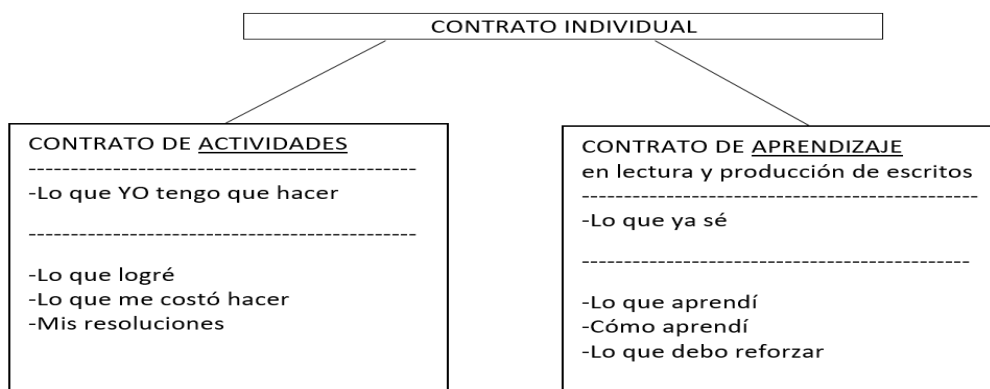 CONTRATO INDIVIDUAL
CONTRATO DE ACTIVIDADES
----------------------------------------------
-Lo que YO tengo que hacer
----------------------------------------------
-Lo que logré
-Lo que me costó hacer
-Mis resoluciones
CONTRATO DE APRENDIZAJE
en lectura y producción de escritos
-----------------------------------------------
-Lo que ya sé
----------------------------------------------
-Lo que aprendí
-Cómo aprendí
-Lo que debo reforzar